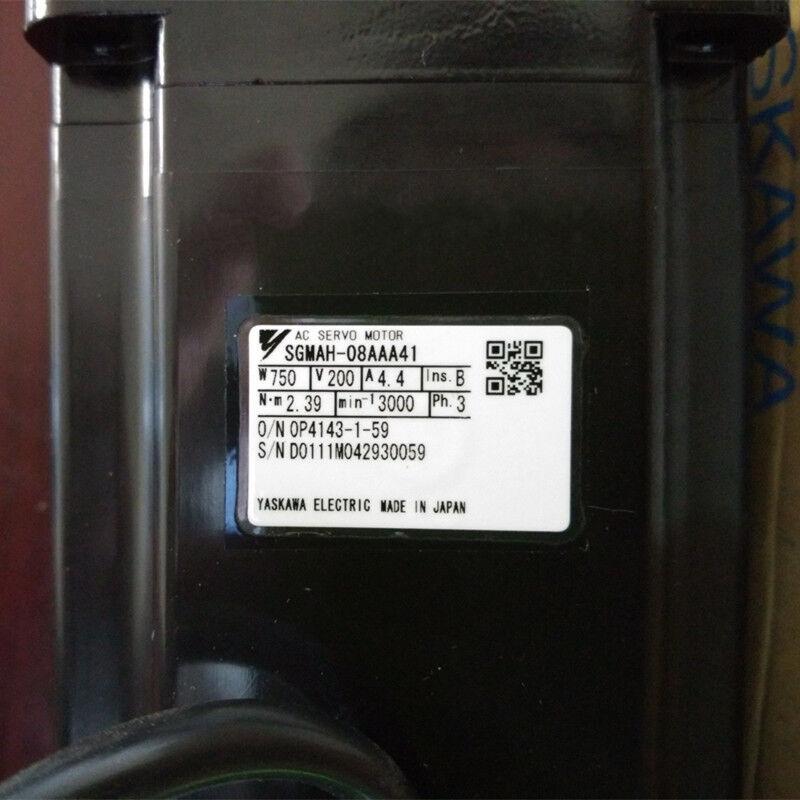 AC SERVO MOTOR
SGMAH-08AAA41
W 750 V 200 A 4.4 Ins. B
N·m 2.39 min-1 3000 Ph. 3
O/N 0P4143-1-59
S/N D0111M042930059
YASKAWA ELECTRIC MADE IN JAPAN
SKAWA